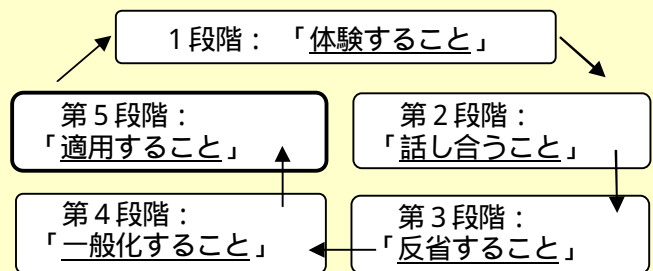 1段階： 「体験すること」
第5段階：
「適用すること」
第2段階：
「話し合うこと」
第4段階：
「一般化すること」
第3段階：
「反省すること」